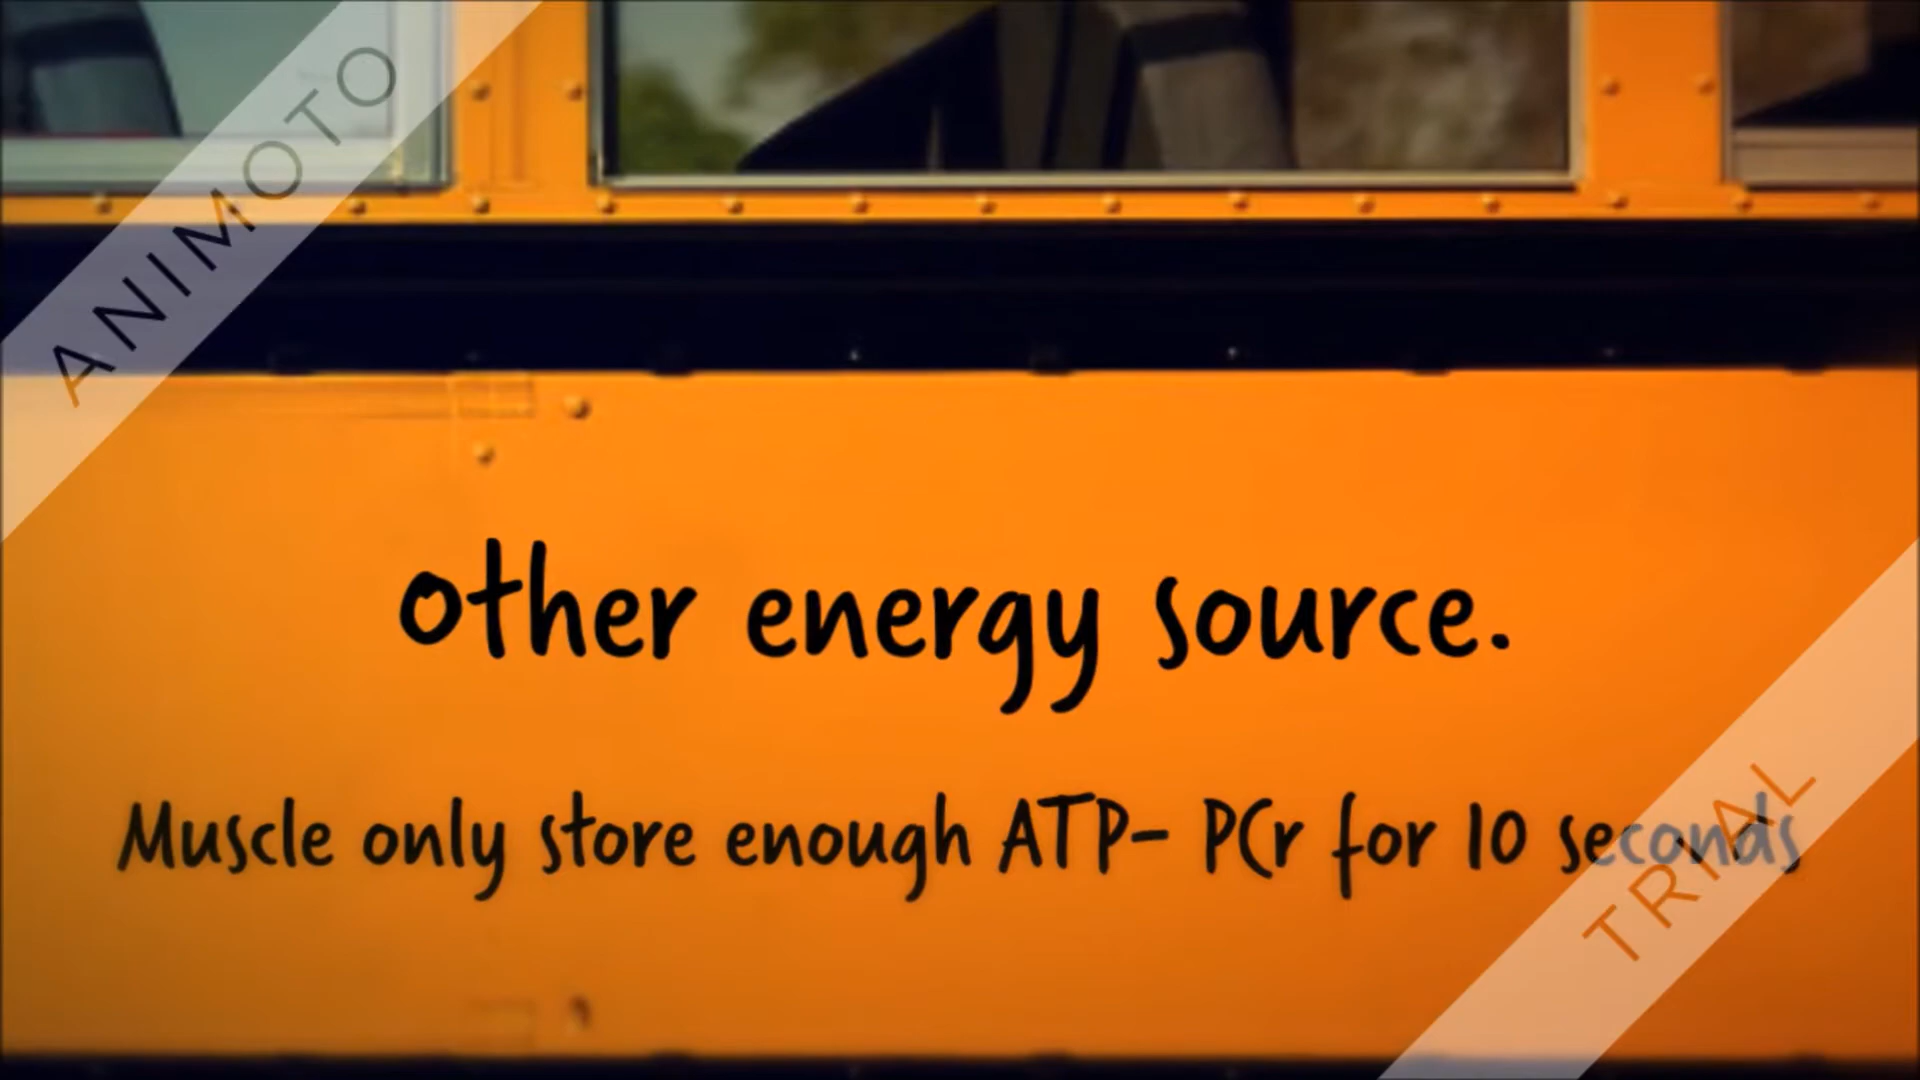 ANIMOTO
Other energy source.
Muscle only store enough ATP- PCr for 10 seconds
TRIAL